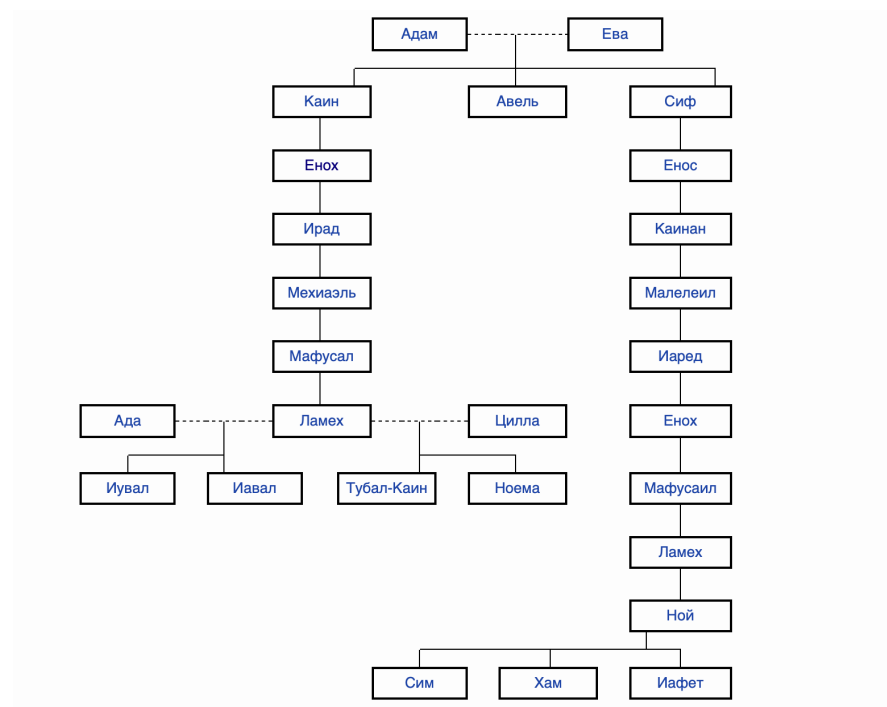 Адам Ева
Каин Авель Сиф
Енох Енос
Ирад Каинан
Мехиаэль Малелеил
Мафусал Иаред
Ада Ламех Цилла Енох
Иувал Иавал Тубал-Каин Ноема Мафусаил
Ламех
Ной
Сим Хам Иафет